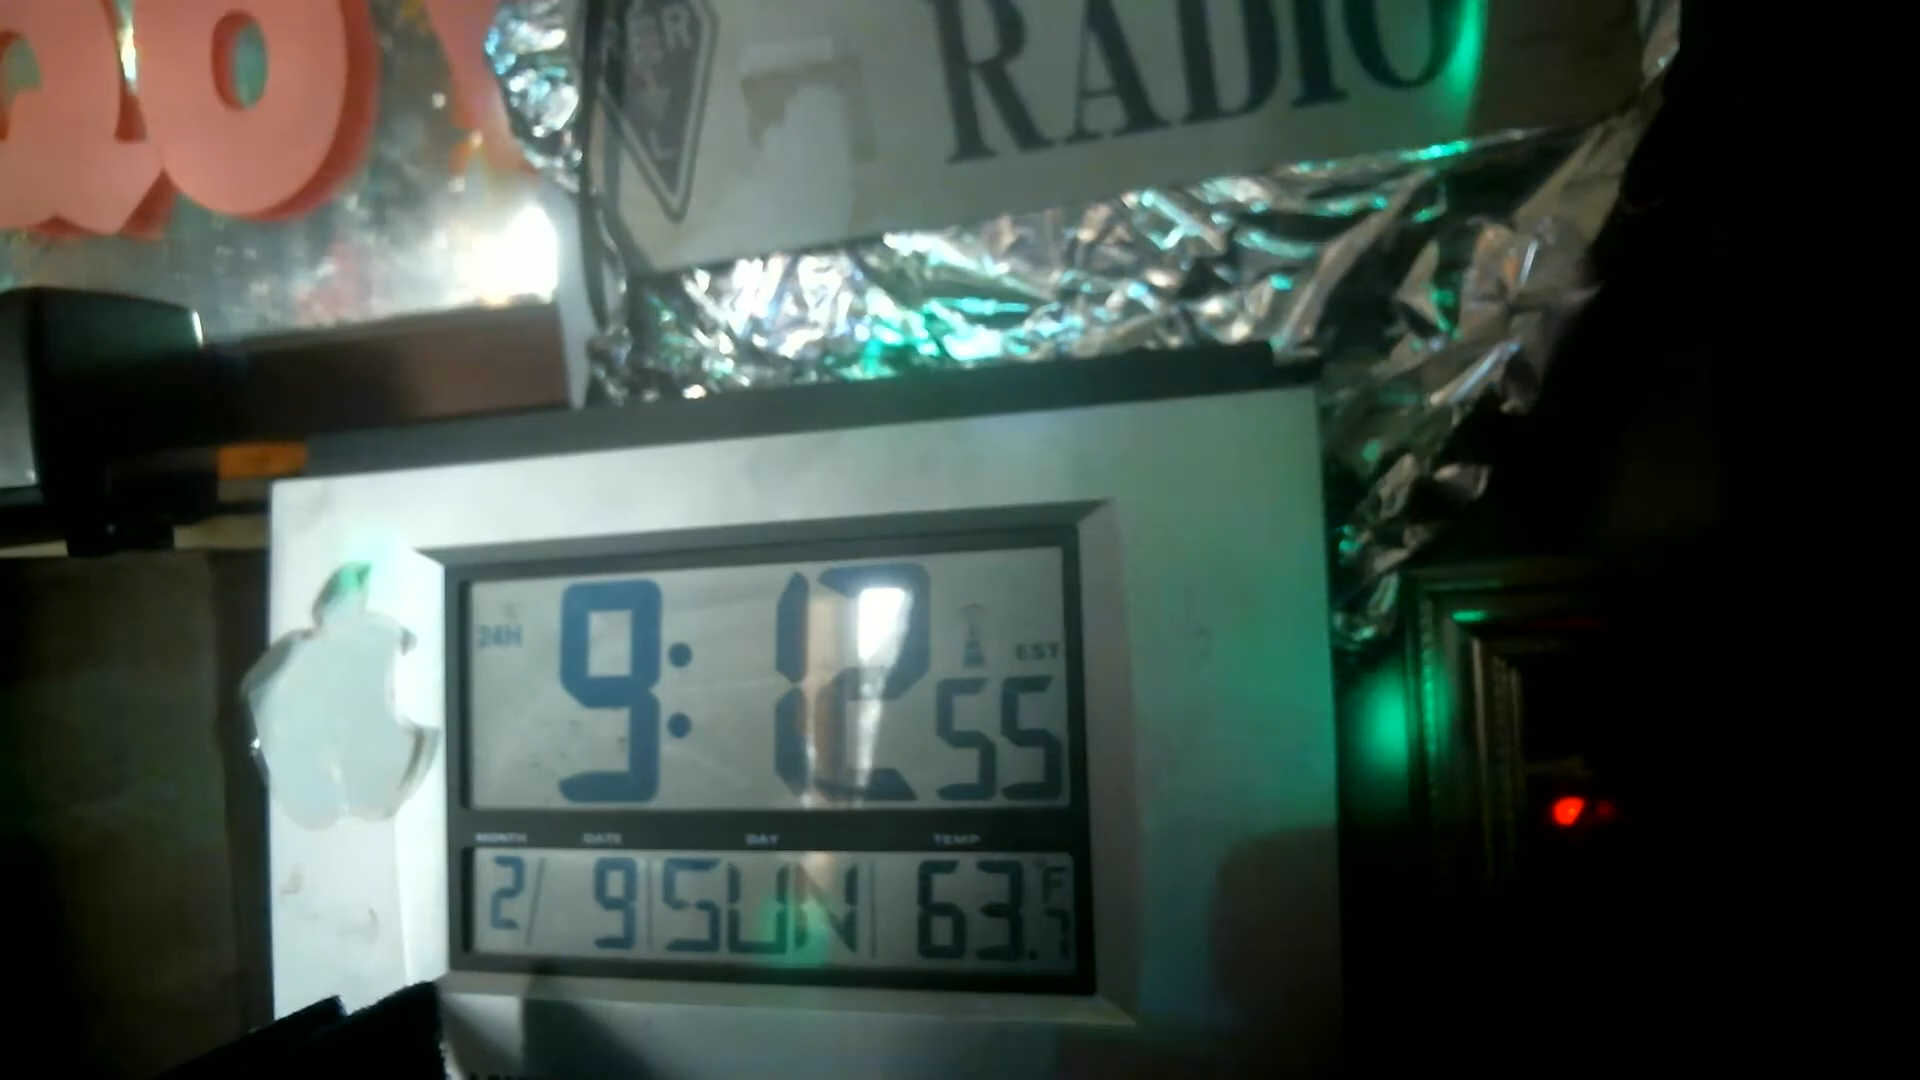 RADIO
24H
9:12 55
EST
MONTH DATE DAY TEMP
2/ 9 SUN 63.7 F